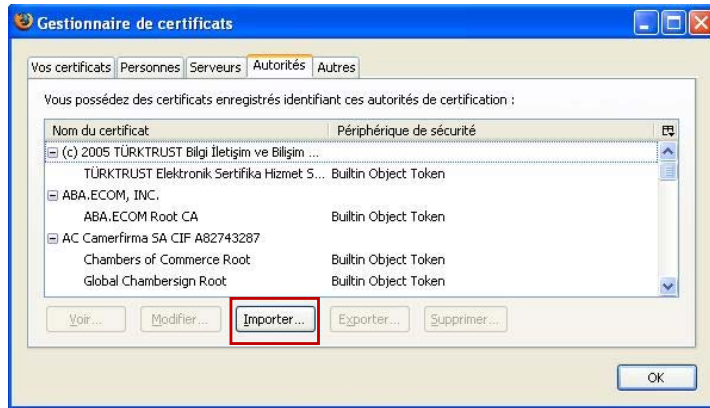 Gestionnaire de certificats
Vos certificats Personnes Serveurs Autorités Autres
Vous possédez des certificats enregistrés identifiant ces autorités de certification :
Nom du certificat Périphérique de sécurité
(c) 2005 TÜRKTRUST Bilgi İletişim ve Bilişim ...
TÜRKTRUST Elektronik Sertifika Hizmet S... Builtin Object Token
ABA.ECOM, INC.
ABA.ECOM Root CA Builtin Object Token
AC Camerfirma SA CIF A82743287
Chambers of Commerce Root Builtin Object Token
Global Chambersign Root Builtin Object Token
Voir... Modifier... Importer... Exporter... Supprimer...
OK